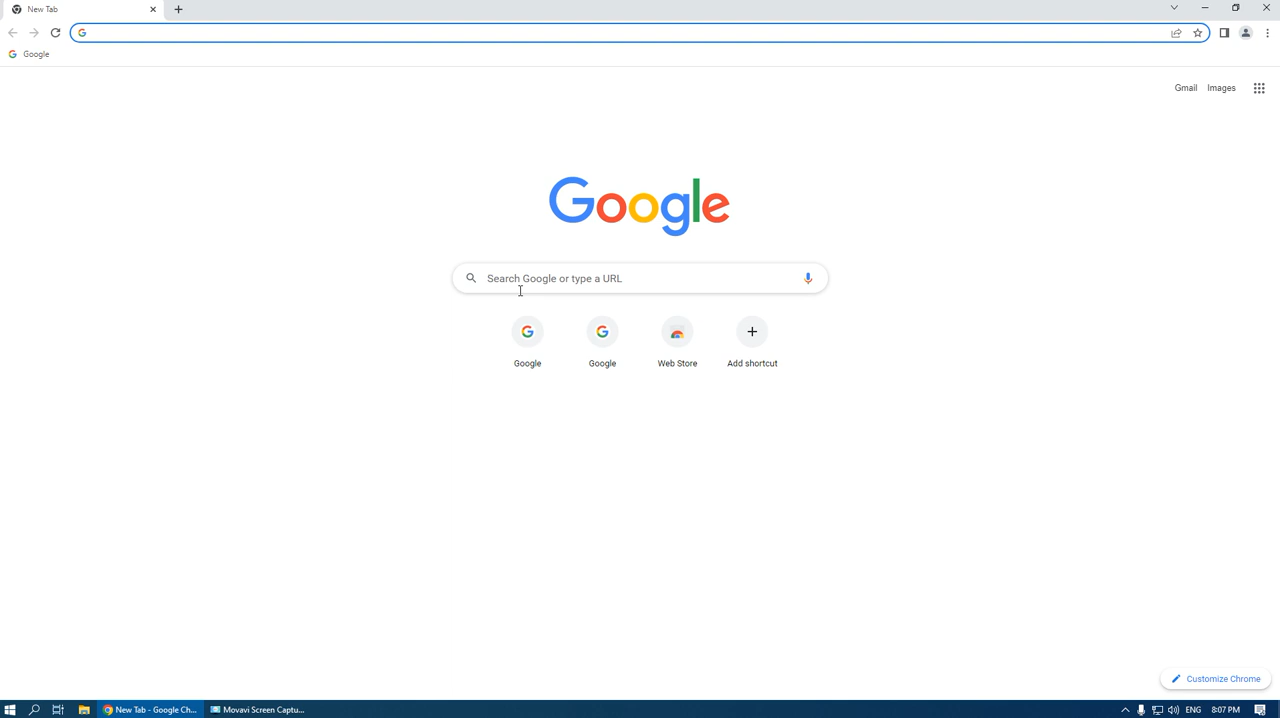 New Tab
Google
Gmail Images
Google
Search Google or type a URL
Google Google Web Store Add shortcut
Customize Chrome
New Tab - Google Ch... Movavi Screen Captu... ENG 8:07 PM